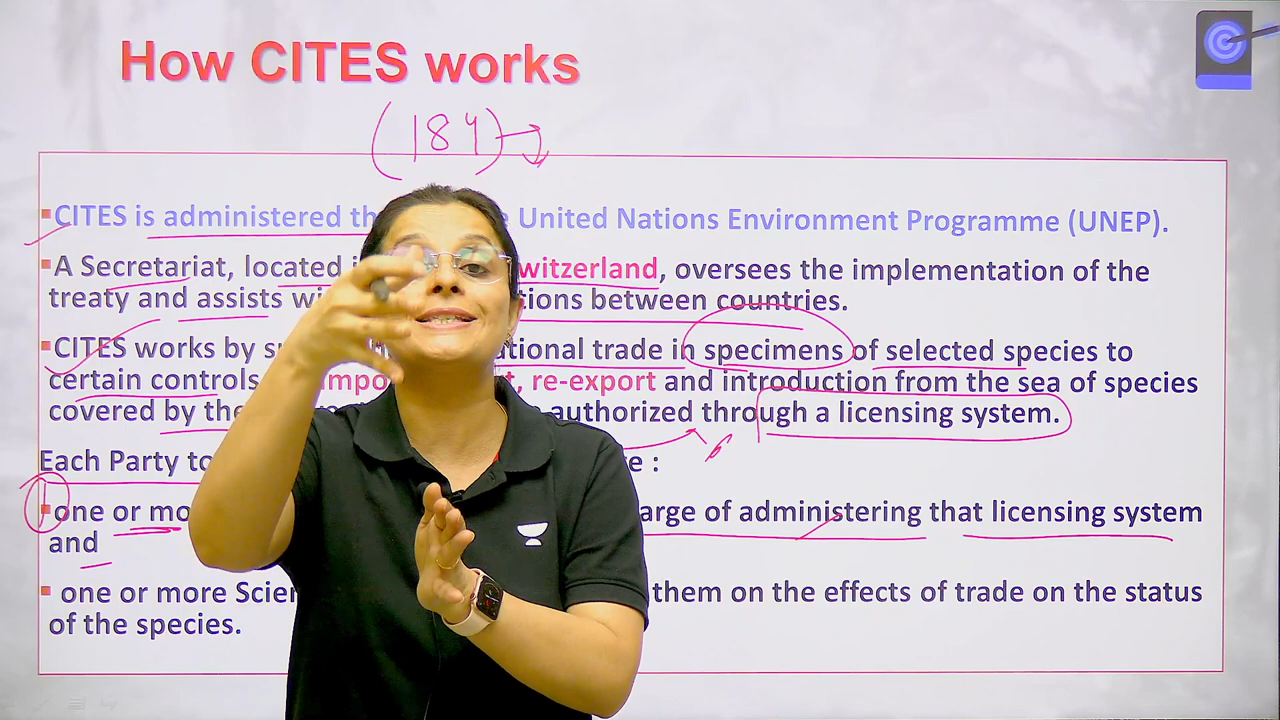 How CITES works
(184)
CITES is administered th e United Nations Environment Programme (UNEP).
A Secretariat, located i witzerland, oversees the implementation of the
treaty and assists wi tions between countries.
CITES works by su ational trade in specimens of selected species to
certain controls impo t, re-export and introduction from the sea of species
covered by the authorized through a licensing system.
Each Party to e :
one or mo arge of administering that licensing system
and
one or more Scien them on the effects of trade on the status
of the species.